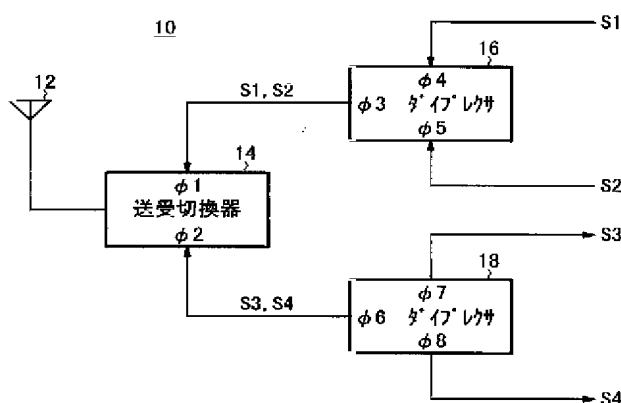 10
S1
12
16
φ4
S1, S2
φ3 ダイプレクサ
φ5
14
φ1
送受切換器
φ2
S2
S3
18
φ7
S3, S4
φ6 ダイプレクサ
φ8
S4